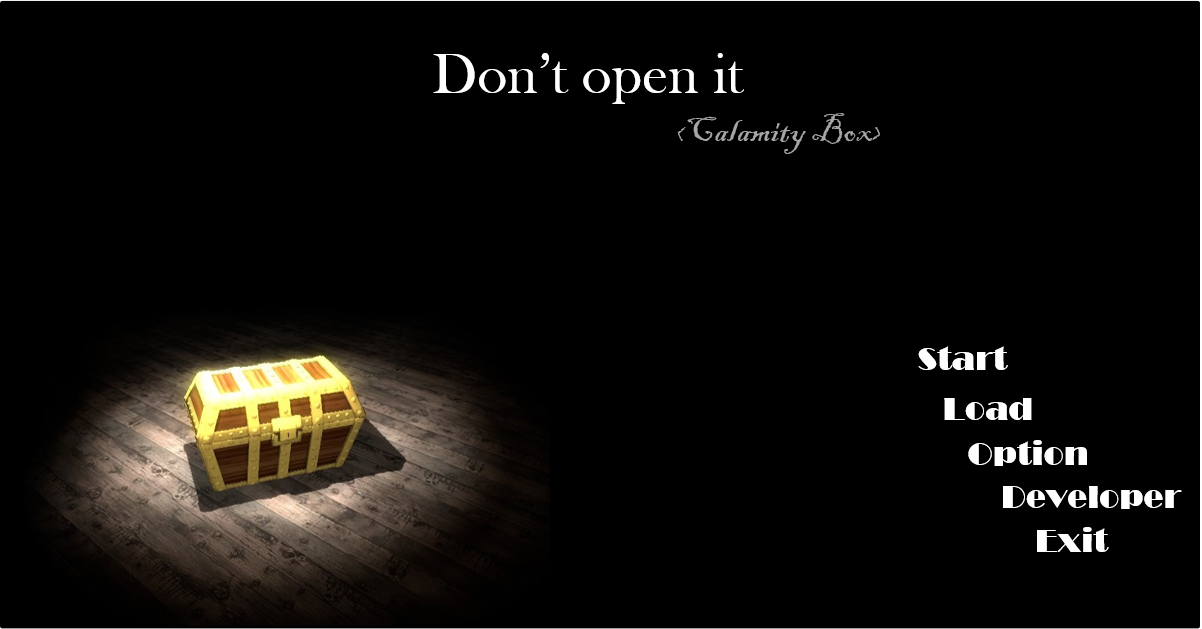 Don't open it
<Calamity Box>
Start
Load
Option
Developer
Exit